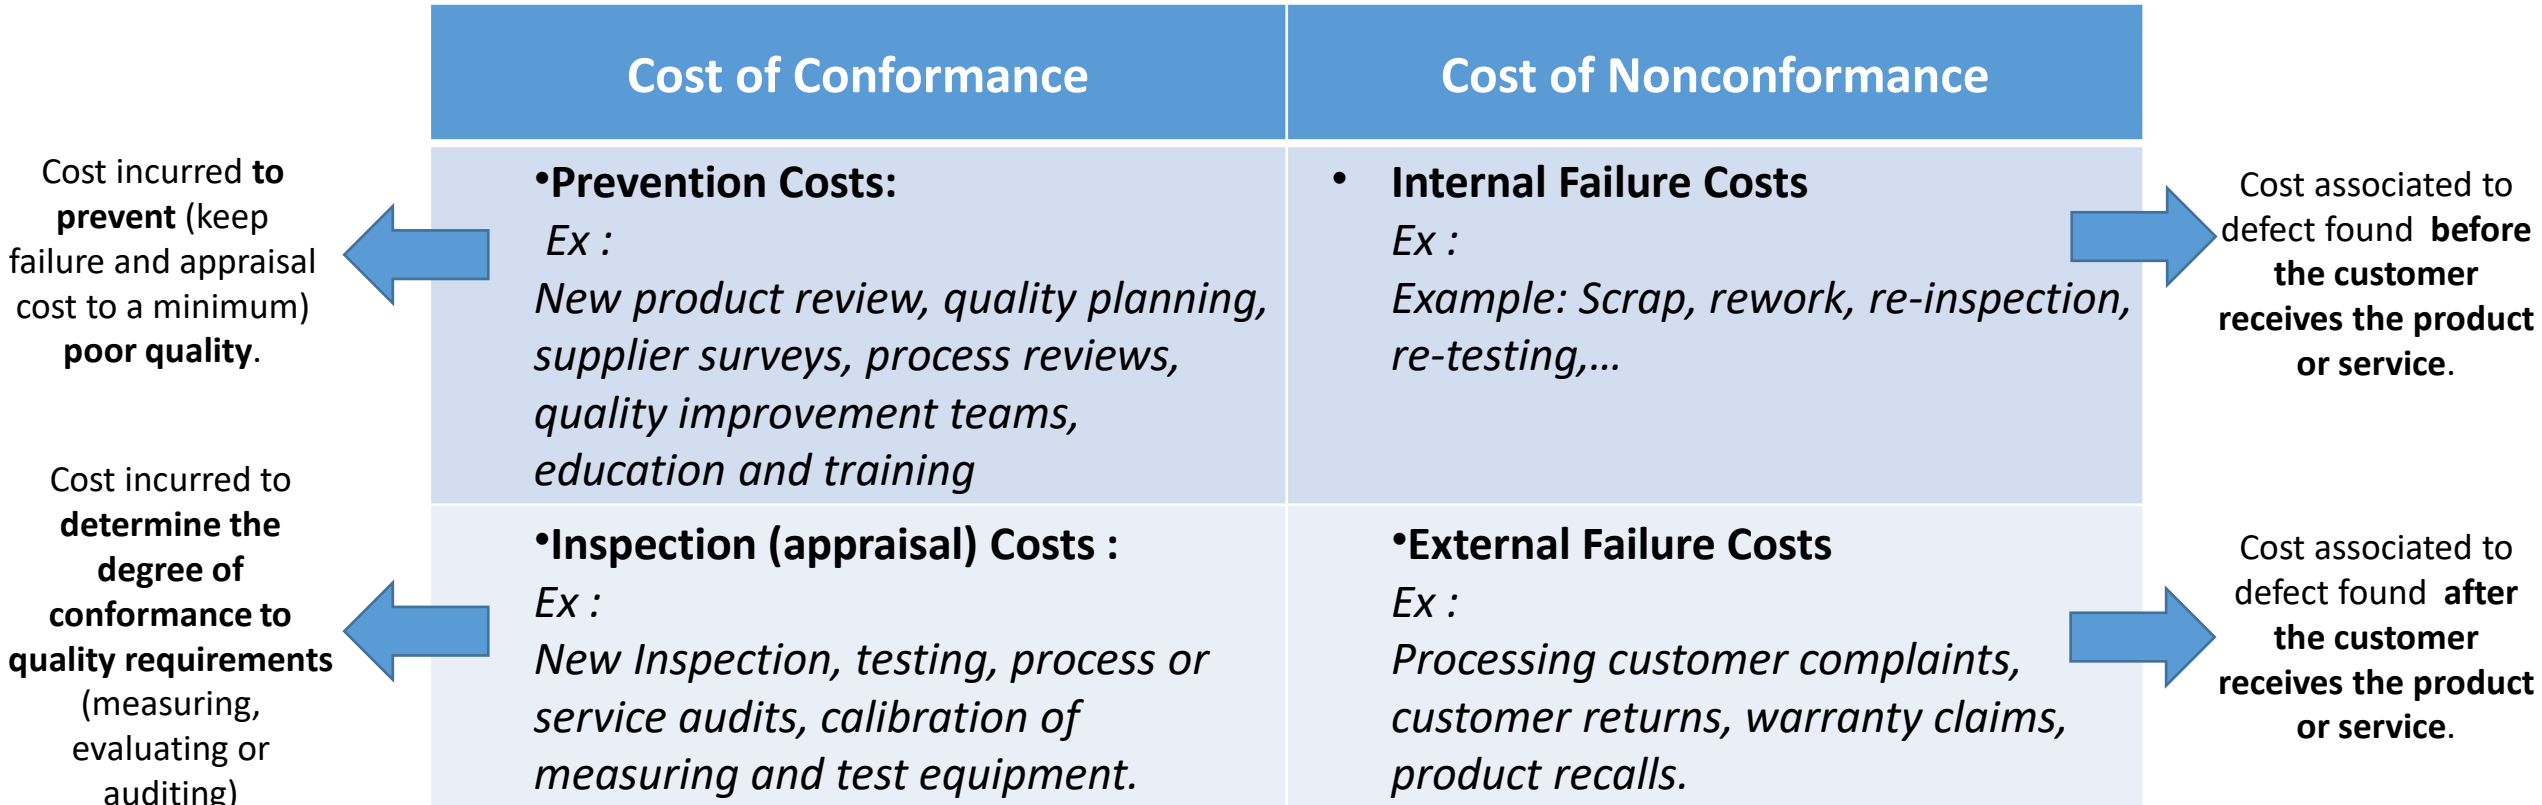 Cost of Conformance
Cost of Nonconformance
Cost incurred to
prevent (keep
failure and appraisal
cost to a minimum)
poor quality.
•Prevention Costs:
Ex :
New product review, quality planning,
supplier surveys, process reviews,
quality improvement teams,
education and training
• Internal Failure Costs
Ex :
Example: Scrap, rework, re-inspection,
re-testing,...
Cost associated to
defect found before
the customer
receives the product
or service.
Cost incurred to
determine the
degree of
conformance to
quality requirements
(measuring,
evaluating or
auditing)
•Inspection (appraisal) Costs :
Ex :
New Inspection, testing, process or
service audits, calibration of
measuring and test equipment.
•External Failure Costs
Ex :
Processing customer complaints,
customer returns, warranty claims,
product recalls.
Cost associated to
defect found after
the customer
receives the product
or service.